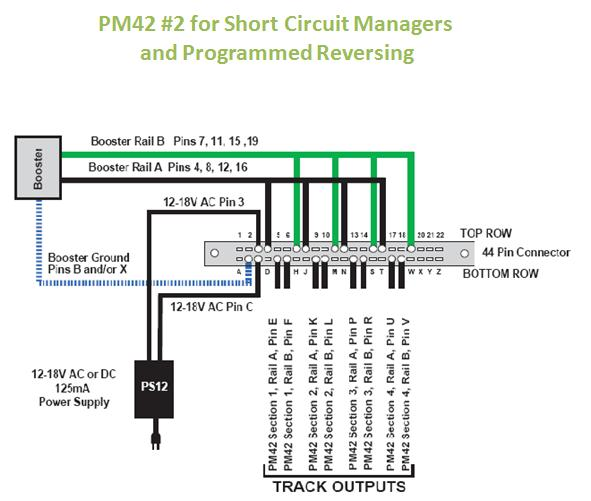 PM42 #2 for Short Circuit Managers
and Programmed Reversing
Booster
Booster Rail B Pins 7, 11, 15 ,19
Booster Rail A Pins 4, 8, 12, 16
12-18V AC Pin 3
TOP ROW
1 2 5 6 9 10 13 14 17 18 20 21 22
44 Pin Connector
A D H J M N S T W X Y Z
BOTTOM ROW
Booster Ground
Pins B and/or X
12-18V AC Pin C
12-18V AC or DC
125mA
Power Supply
PS12
PM42 Section 1, Rail A, Pin E
PM42 Section 1, Rail B, Pin F
PM42 Section 2, Rail A, Pin K
PM42 Section 2, Rail B, Pin L
PM42 Section 3, Rail A, Pin P
PM42 Section 3, Rail B, Pin R
PM42 Section 4, Rail A, Pin U
PM42 Section 4, Rail B, Pin V
TRACK OUTPUTS